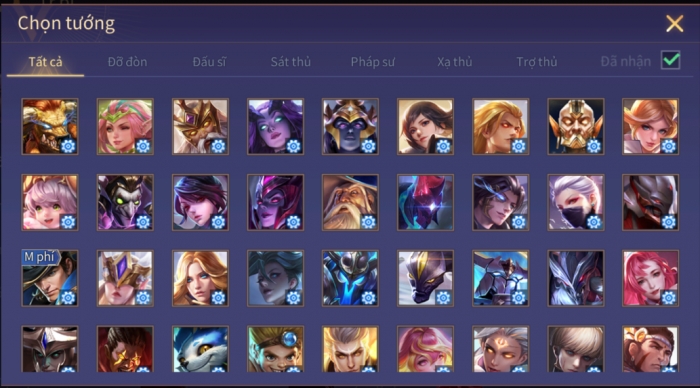 Chọn tướng
Tất cả Đỡ đòn Đấu sĩ Sát thủ Pháp sư Xạ thủ Trợ thủ Đã nhận
M phí